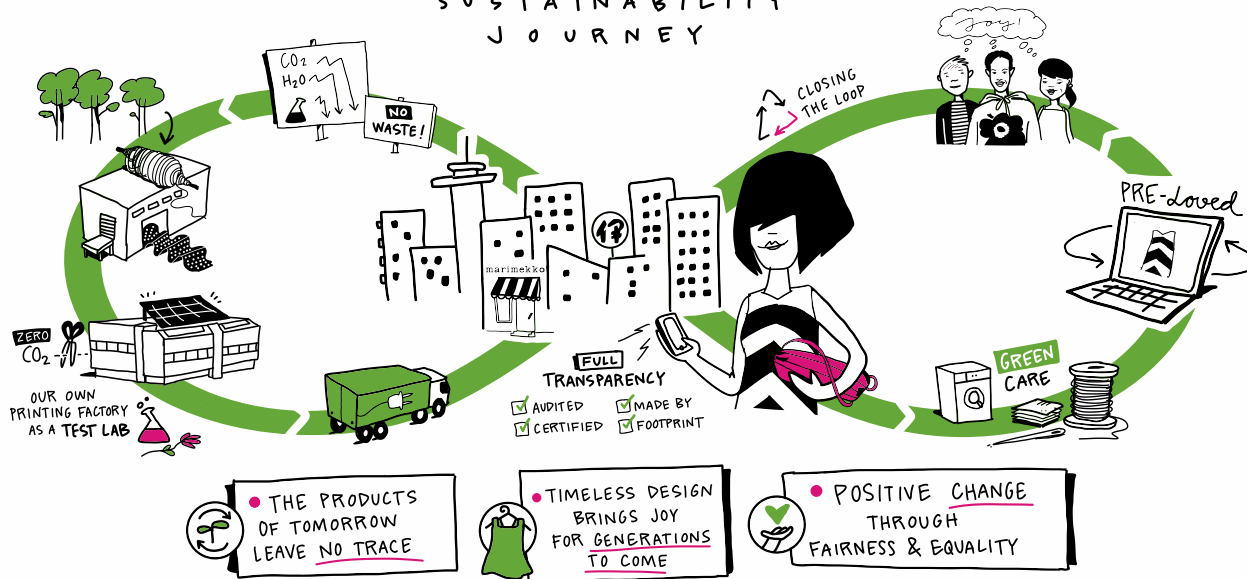 SUSTAINABILITY
JOURNEY
CO2
H2O
NO
WASTE!
CLOSING
THE LOOP
Joy!
PRE-Loved
marimekko
伊
ZERO
CO2
OUR OWN
PRINTING FACTORY
AS A TEST LAB
FULL
TRANSPARENCY
AUDITED
MADE BY
CERTIFIED
FOOTPRINT
GREEN
CARE
THE PRODUCTS
OF TOMORROW
LEAVE NO TRACE
TIMELESS DESIGN
BRINGS JOY
FOR GENERATIONS
TO COME
POSITIVE CHANGE
THROUGH
FAIRNESS & EQUALITY